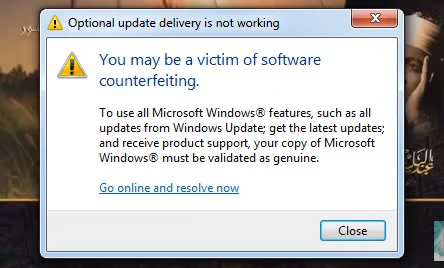 Optional update delivery is not working
You may be a victim of software
counterfeiting.
To use all Microsoft Windows® features, such as all
updates from Windows Update; get the latest updates;
and receive product support, your copy of Microsoft
Windows® must be validated as genuine.
Go online and resolve now
Close